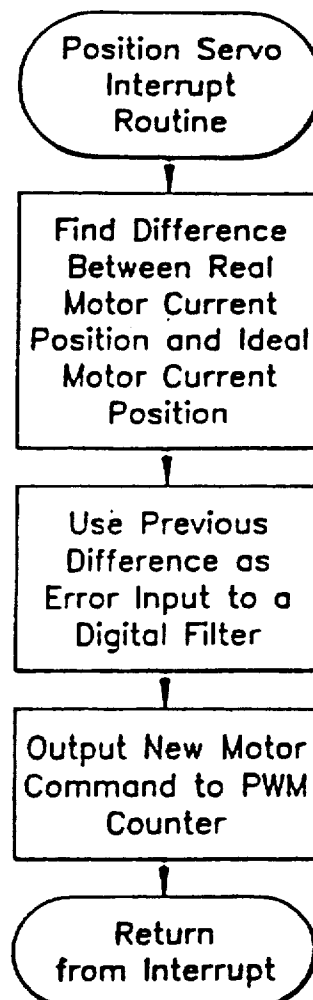 Position Servo
Interrupt
Routine
Find Difference
Between Real
Motor Current
Position and Ideal
Motor Current
Position
Use Previous
Difference as
Error Input to a
Digital Filter
Output New Motor
Command to PWM
Counter
Return
from Interrupt